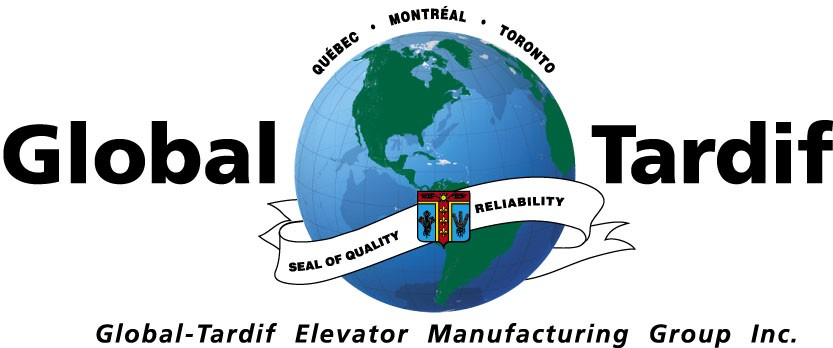 QUÉBEC • MONTRÉAL • TORONTO
Global Tardif
SEAL OF QUALITY RELIABILITY
Global-Tardif Elevator Manufacturing Group Inc.